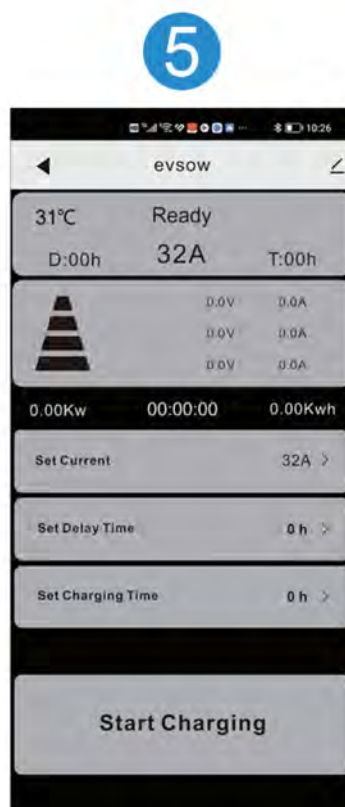 5
10:26
evsow
31℃ Ready
D:00h 32A T:00h
0.0V 0.0A
0.0V 0.0A
0.0V 0.0A
0.00Kw 00:00:00 0.00Kwh
Set Current 32A >
Set Delay Time 0 h >
Set Charging Time 0 h >
Start Charging